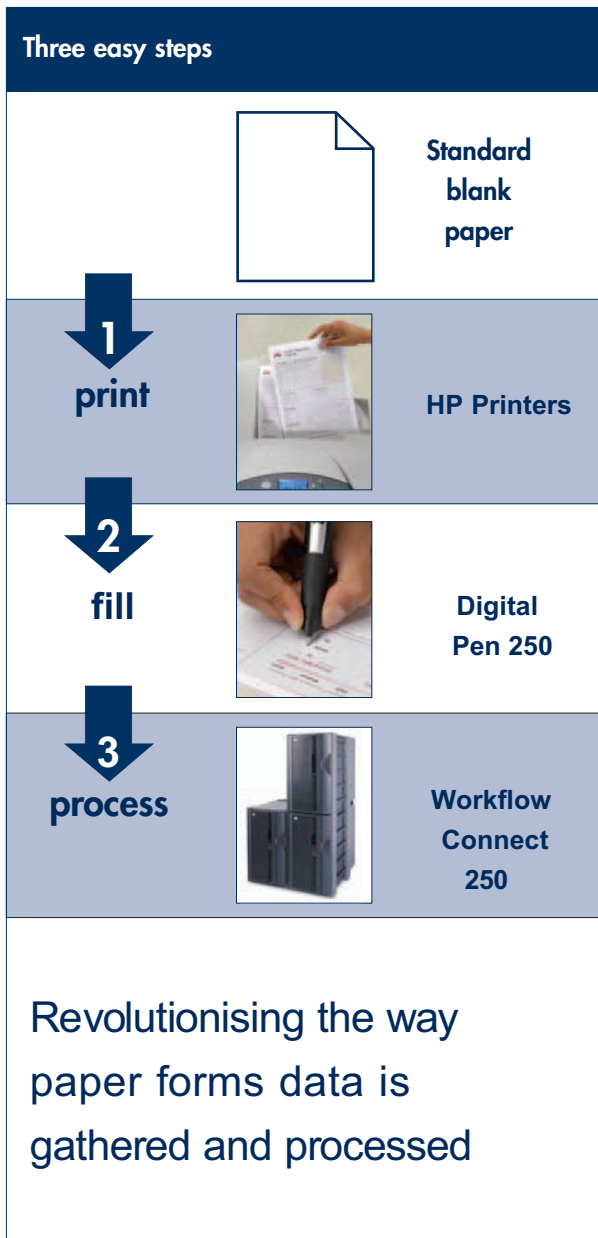 Three easy steps
Standard
blank
paper
1
print
HP Printers
2
fill
Digital
Pen 250
3
process
Workflow
Connect
250
Revolutionising the way
paper forms data is
gathered and processed